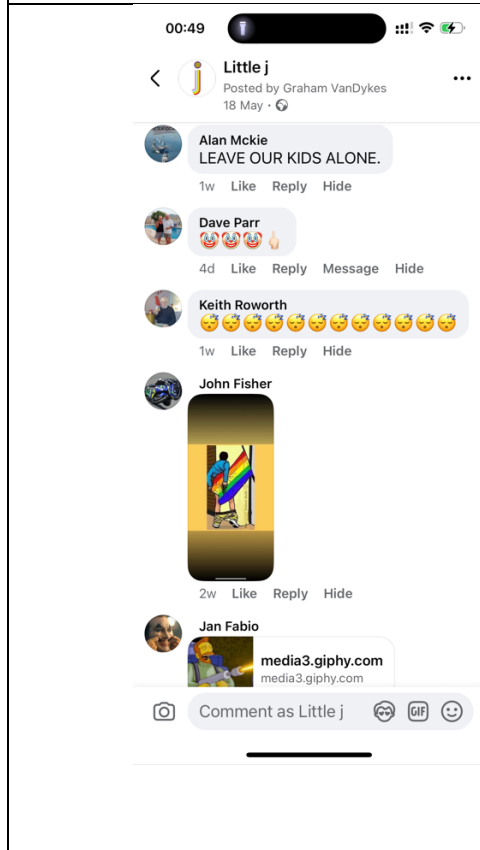 00:49
Little j
Posted by Graham VanDykes
18 May ·
Alan Mckie
LEAVE OUR KIDS ALONE.
1w Like Reply Hide
Dave Parr
🤡🤡🤡🖕🏻
4d Like Reply Message Hide
Keith Roworth
😴😴😴😴😴😴😴😴😴😴😴😴
1w Like Reply Hide
John Fisher
2w Like Reply Hide
Jan Fabio
media3.giphy.com
media3.giphy.com
Comment as Little j GIF